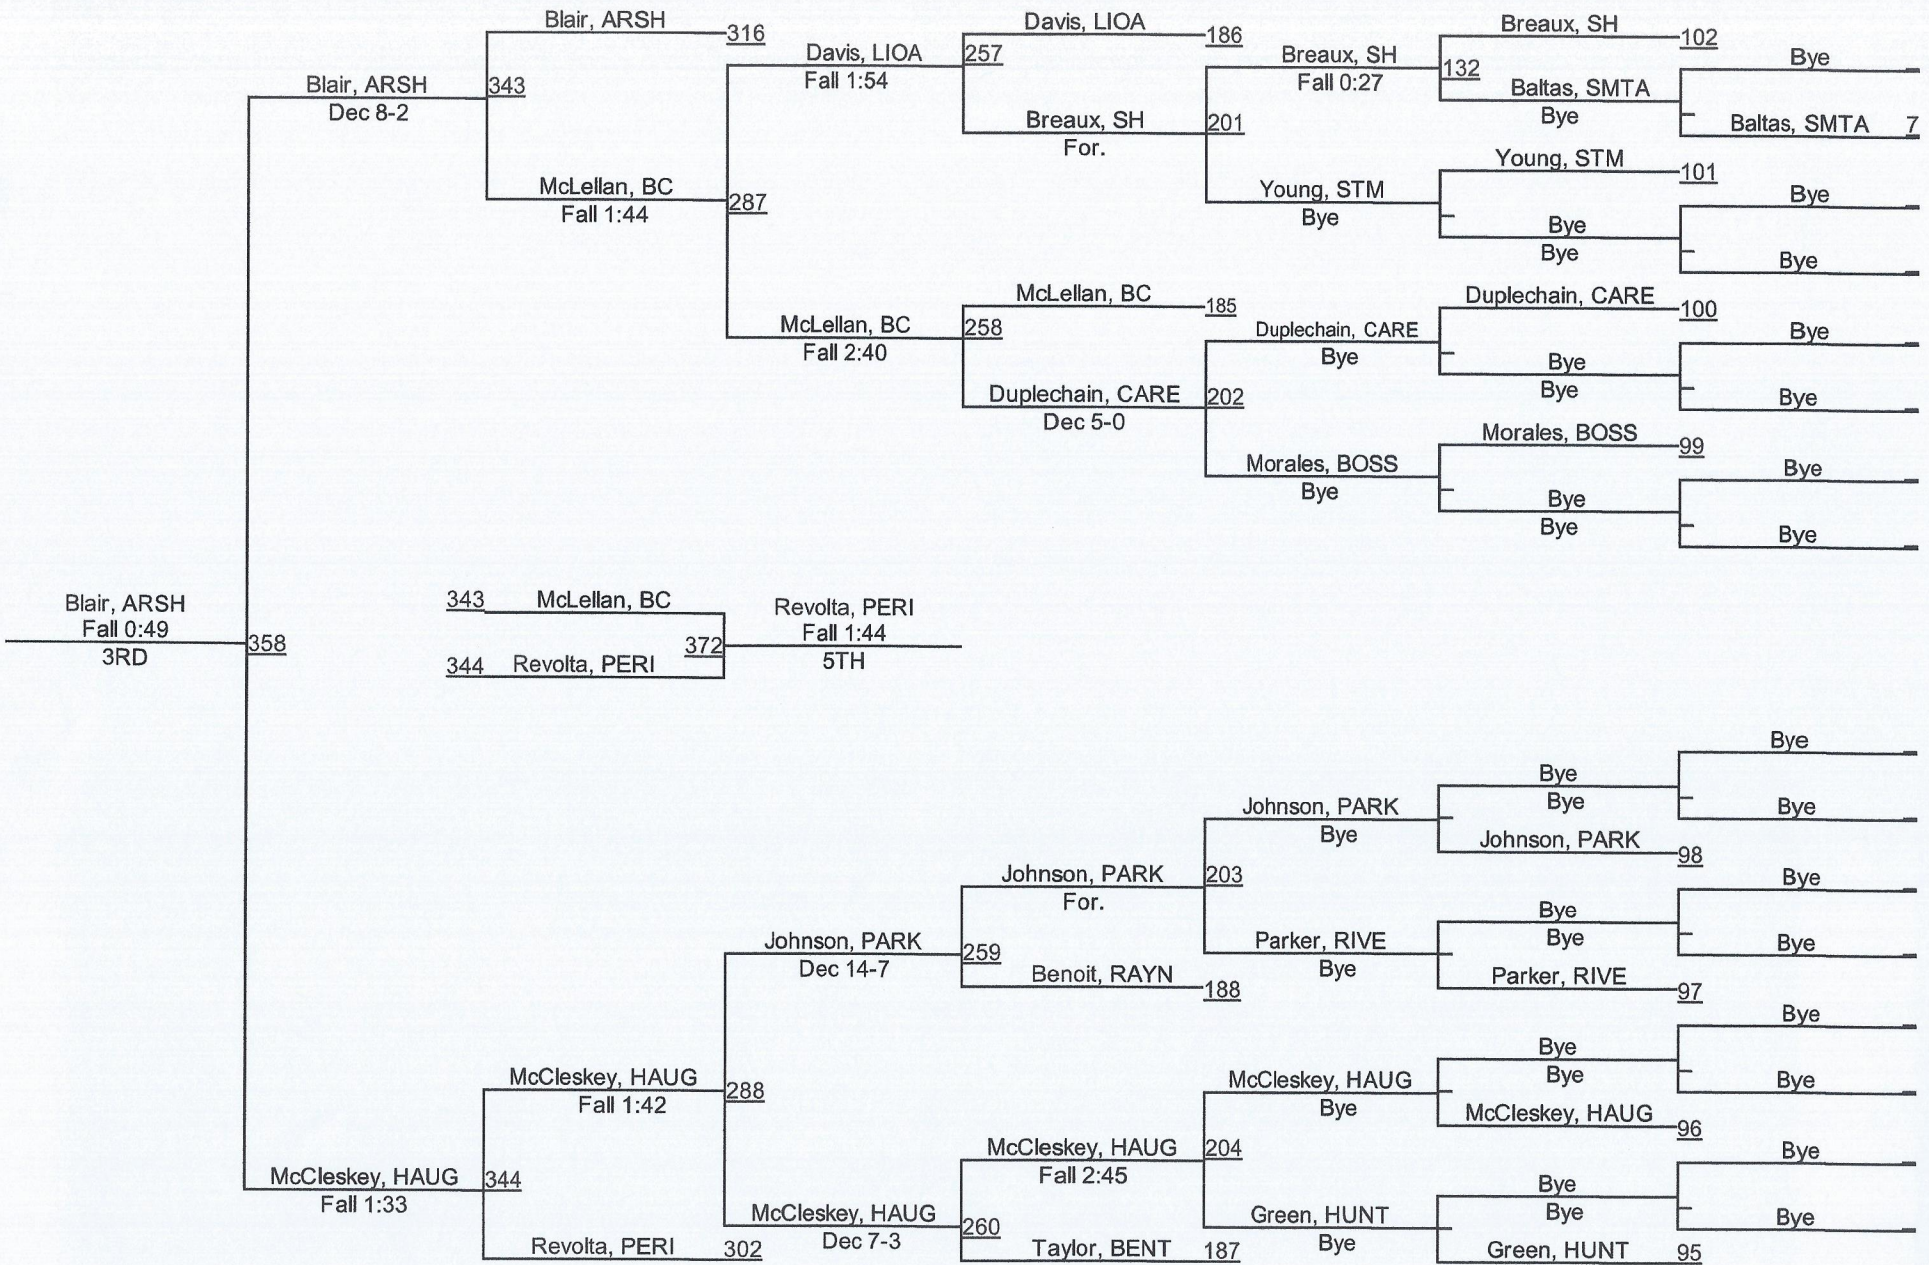 Blair, ARSH
316
Davis, LIOA
186
Breaux, SH
102
Bye
Blair, ARSH
Dec 8-2
343
Davis, LIOA
Fall 1:54
257
Breaux, SH
Fall 0:27
132
Baltas, SMTA
Bye
Baltas, SMTA 7
Breaux, SH
For.
201
McLellan, BC
Fall 1:44
287
Young, STM
Bye
Young, STM
101
Bye
Bye
Bye
Bye
McLellan, BC
185
Duplechain, CARE
100
Bye
McLellan, BC
Fall 2:40
258
Duplechain, CARE
Bye
Bye
Bye
Bye
Duplechain, CARE
Dec 5-0
202
Morales, BOSS
99
Morales, BOSS
Bye
Bye
Bye
Bye
Bye
Blair, ARSH
Fall 0:49
3RD
358
343 McLellan, BC
344 Revolta, PERI
372
Revolta, PERI
Fall 1:44
5TH
Bye
Bye
Bye
Bye
Johnson, PARK
Bye
Johnson, PARK
98
Johnson, PARK
For.
203
Bye
Bye
Bye
Bye
Johnson, PARK
Dec 14-7
259
Benoit, RAYN
188
Parker, RIVE
Bye
Parker, RIVE
97
Bye
Bye
Bye
Bye
McCleskey, HAUG
Fall 1:42
288
McCleskey, HAUG
Bye
McCleskey, HAUG
96
McCleskey, HAUG
Fall 2:45
204
Bye
McCleskey, HAUG
Fall 1:33
344
Bye
Bye
Bye
McCleskey, HAUG
Dec 7-3
260
Green, HUNT
Bye
Revolta, PERI
302
Taylor, BENT
187
Green, HUNT
95